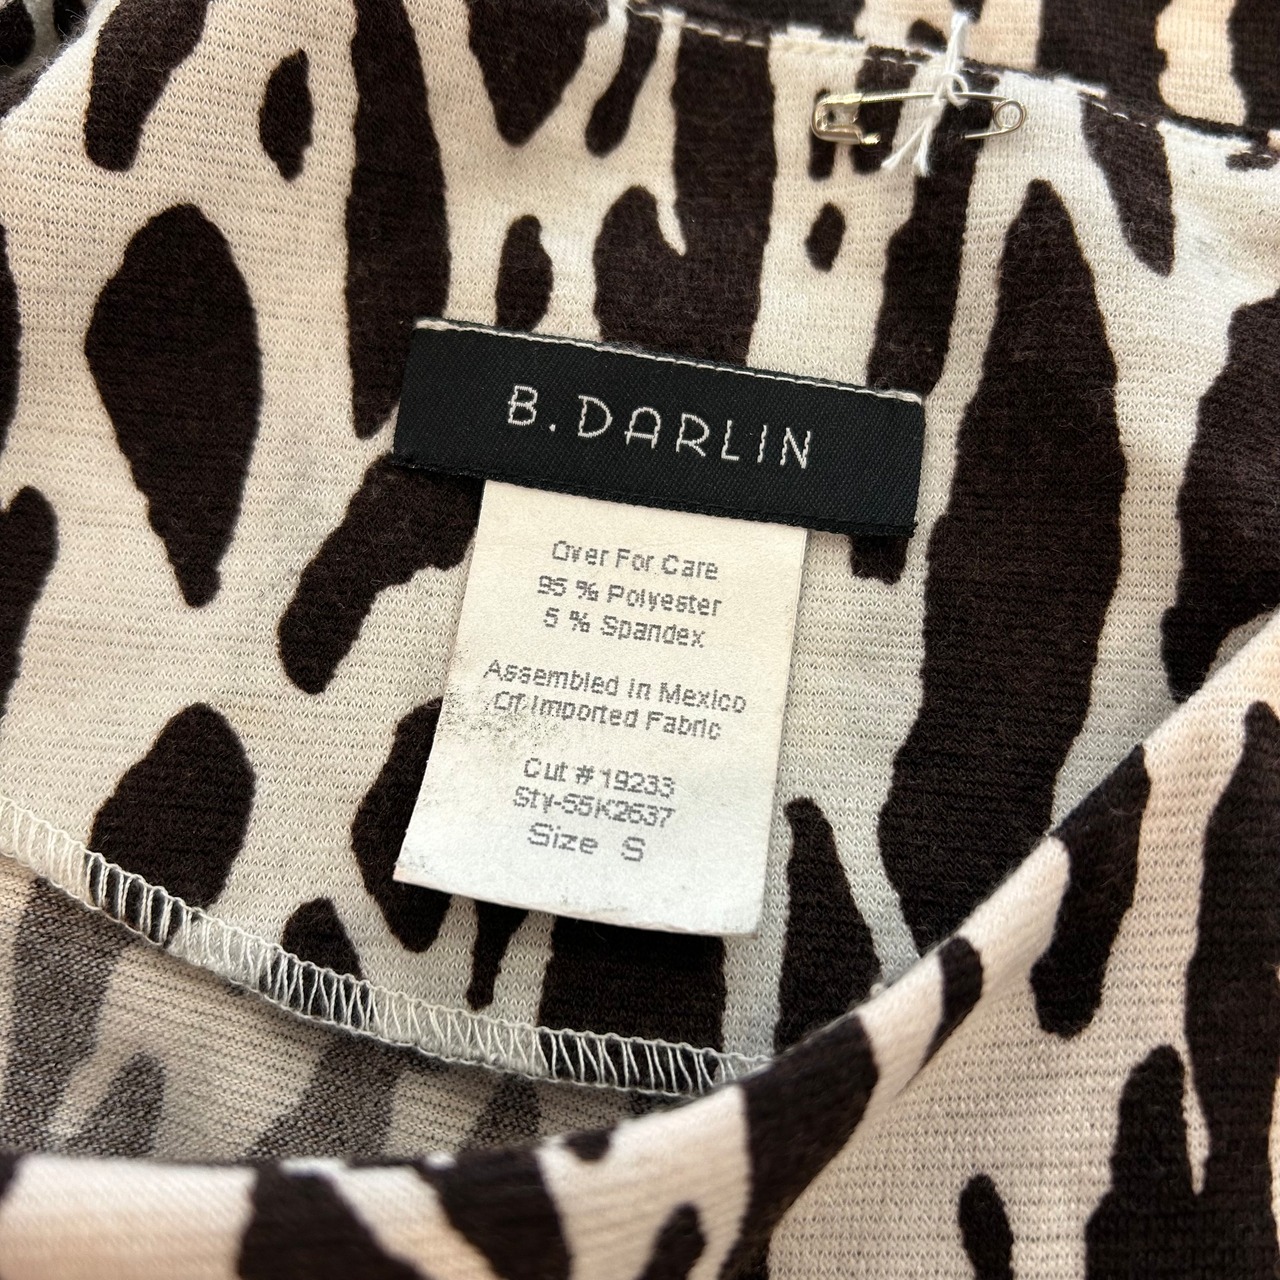 B. DARLIN
Over For Care
95 % Polyester
5 % Spandex
Assembled in Mexico
Of Imported Fabric
Cut # 19233
Sty-55K2637
Size S